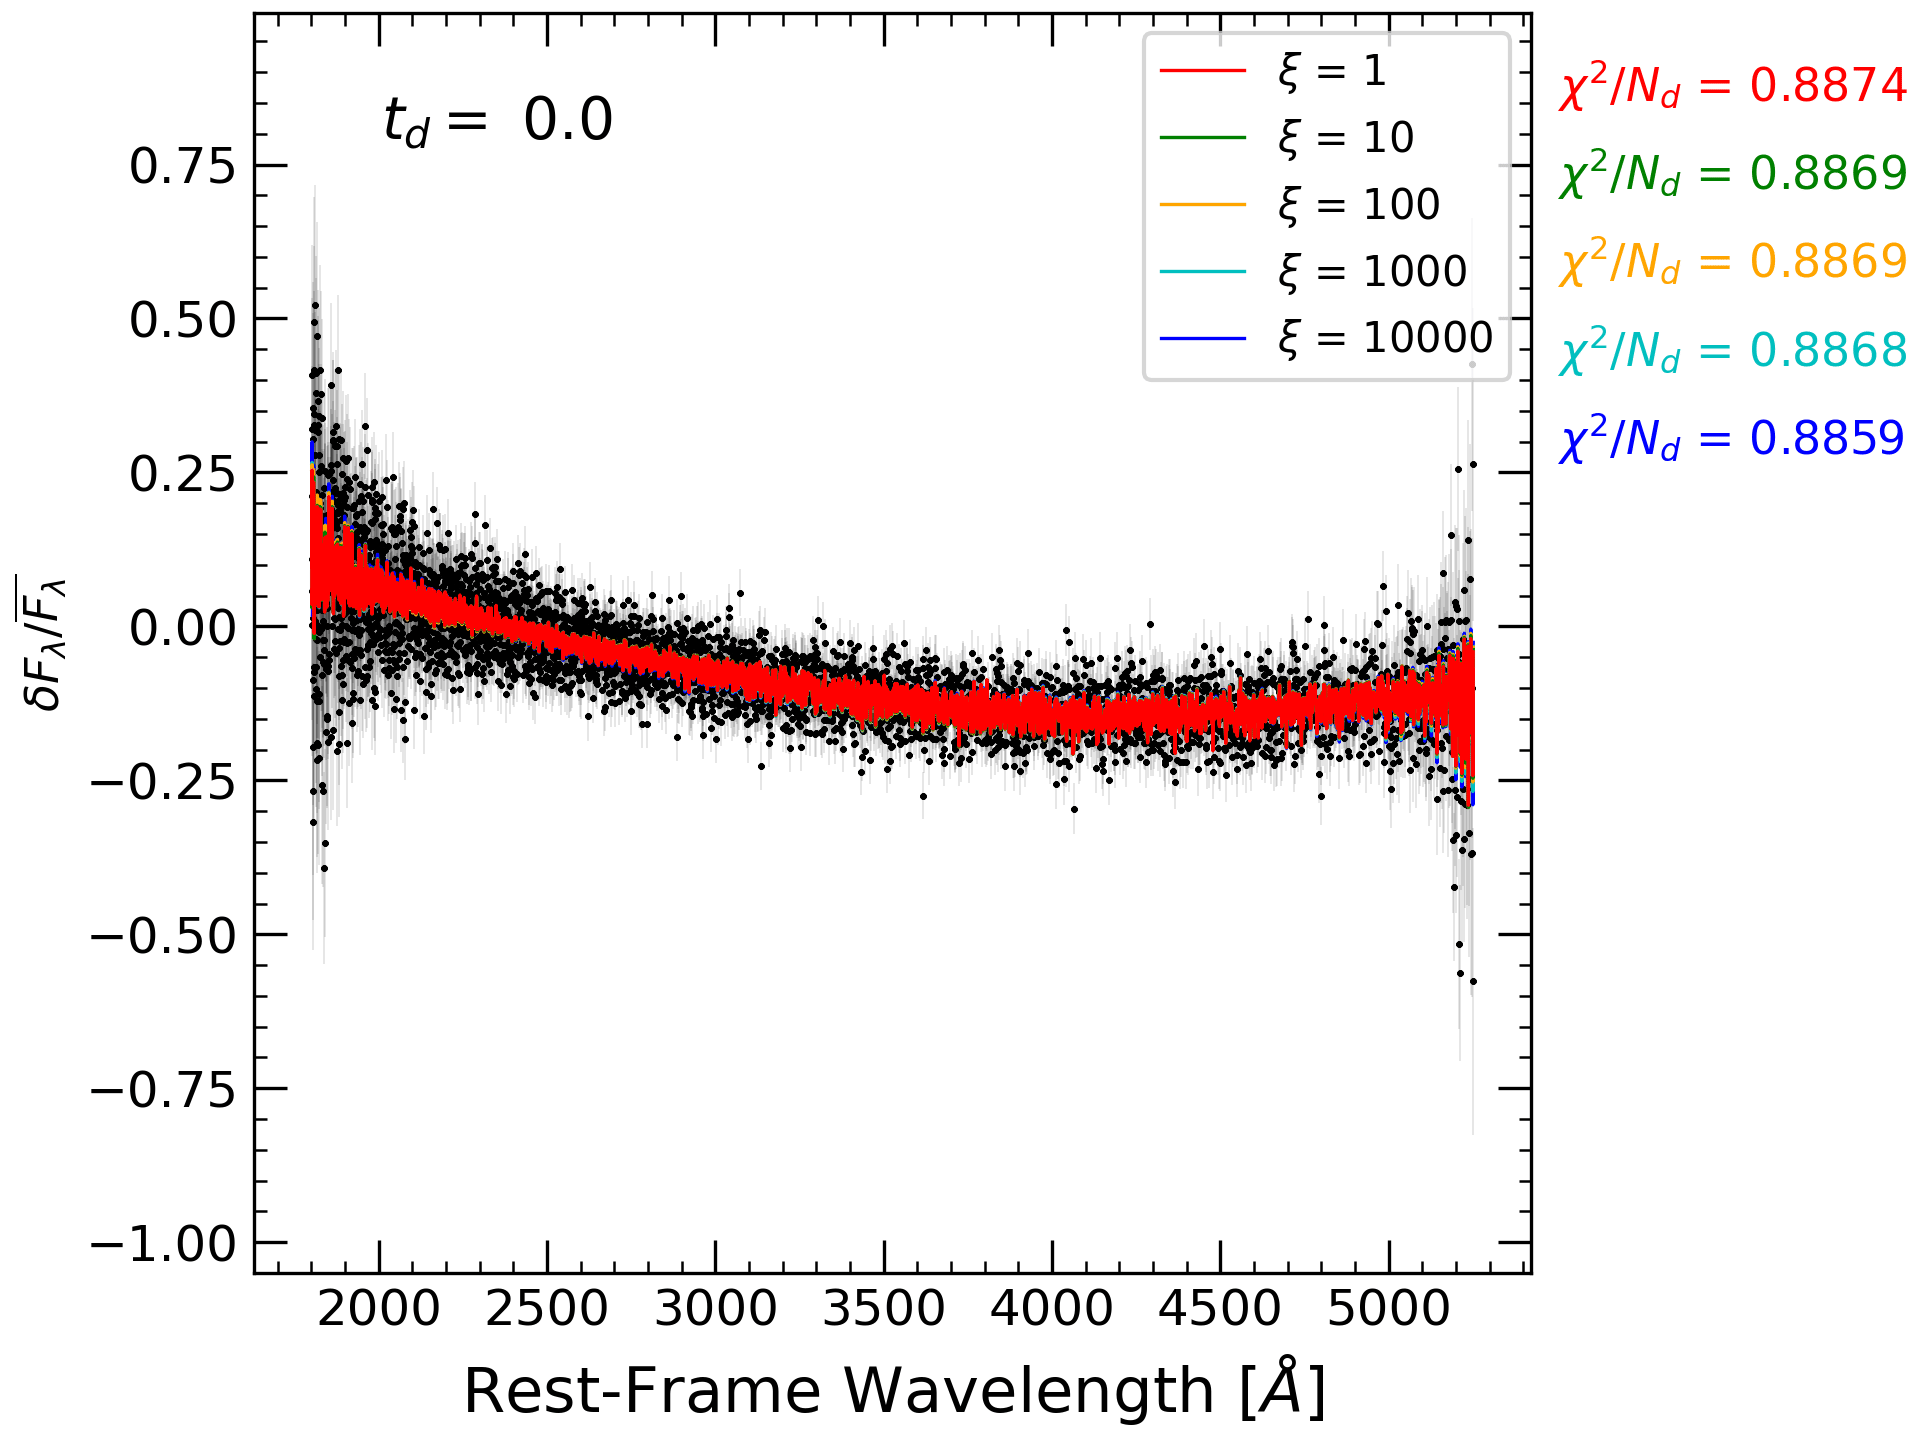 t_d = 0.0
ξ = 1
ξ = 10
ξ = 100
ξ = 1000
ξ = 10000
χ²/N_d = 0.8874
χ²/N_d = 0.8869
χ²/N_d = 0.8869
χ²/N_d = 0.8868
χ²/N_d = 0.8859
0.75
0.50
0.25
0.00
−0.25
−0.50
−0.75
−1.00
δF_λ/F̅_λ
2000 2500 3000 3500 4000 4500 5000
Rest-Frame Wavelength [Å]